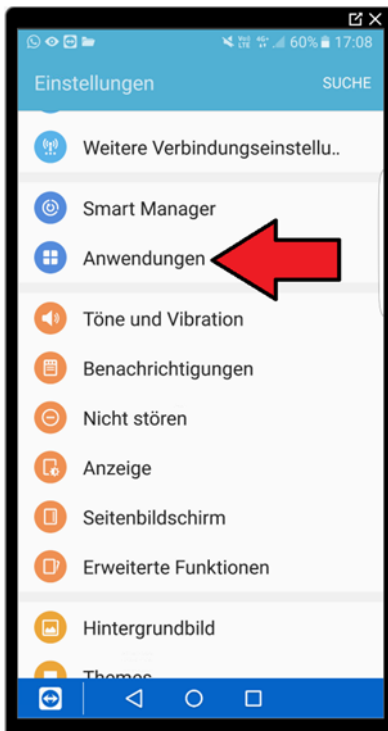 60% 17:08
Einstellungen SUCHE
Weitere Verbindungseinstellu..
Smart Manager
Anwendungen
Töne und Vibration
Benachrichtigungen
Nicht stören
Anzeige
Seitenbildschirm
Erweiterte Funktionen
Hintergrundbild
Themes